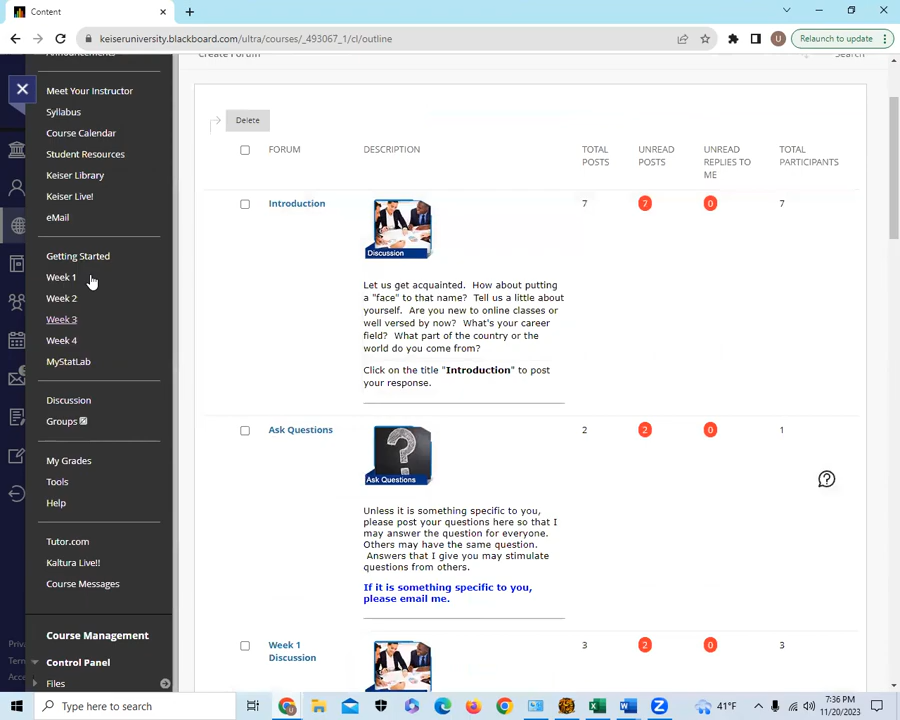 Content
keiseruniversity.blackboard.com/ultra/courses/_493067_1/cl/outline
U
Relaunch to update
Announcements
Create Forum
Search
Meet Your Instructor
Syllabus
Course Calendar
Student Resources
Keiser Library
Keiser Live!
eMail
Getting Started
Week 1
Week 2
Week 3
Week 4
MyStatLab
Discussion
Groups
My Grades
Tools
Help
Tutor.com
Kaltura Live!!
Course Messages
Course Management
Control Panel
Files
Priva
Term
Acce
Delete
FORUM DESCRIPTION TOTAL POSTS UNREAD POSTS UNREAD REPLIES TO ME TOTAL PARTICIPANTS
Introduction 7 7 0 7
Discussion
Let us get acquainted. How about putting
a "face" to that name? Tell us a little about
yourself. Are you new to online classes or
well versed by now? What's your career
field? What part of the country or the
world do you come from?
Click on the title "Introduction" to post
your response.
Ask Questions 2 2 0 1
Ask Questions
Unless it is something specific to you,
please post your questions here so that I
may answer the question for everyone.
Others may have the same question.
Answers that I give you may stimulate
questions from others.
If it is something specific to you,
please email me.
Week 1
Discussion
3 2 0 3
Type here to search
41°F
7:36 PM
11/20/2023